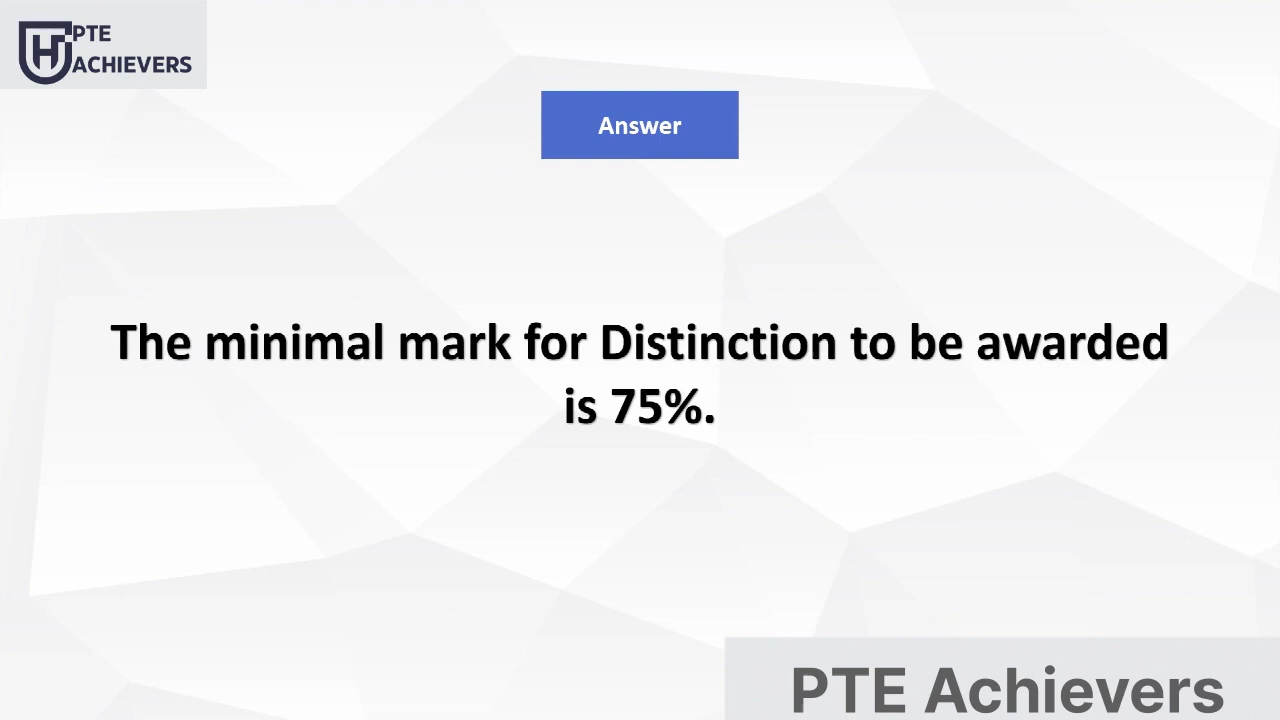 PTE
ACHIEVERS
Answer
The minimal mark for Distinction to be awarded
is 75%.
PTE Achievers